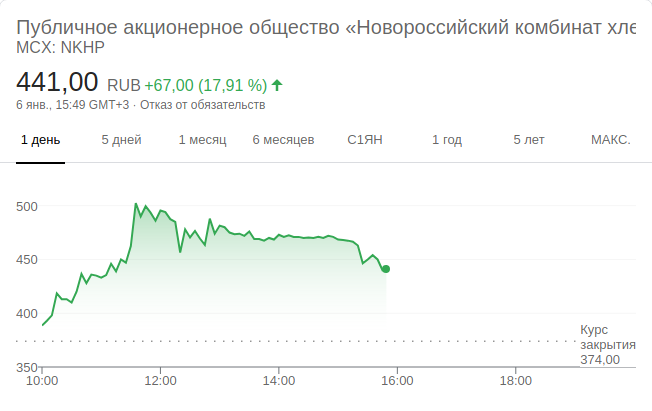 Публичное акционерное общество «Новороссийский комбинат хле
MCX: NKHP
441,00 RUB +67,00 (17,91 %)
6 янв., 15:49 GMT+3 · Отказ от обязательств
1 день 5 дней 1 месяц 6 месяцев С1ЯН 1 год 5 лет МАКС.
500
450
400
350
Курс
закрытия
374,00
10:00 12:00 14:00 16:00 18:00